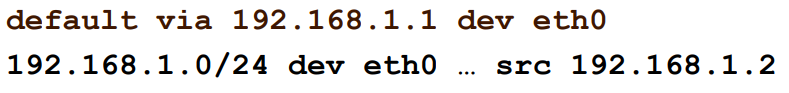 default via 192.168.1.1 dev eth0
192.168.1.0/24 dev eth0 … src 192.168.1.2